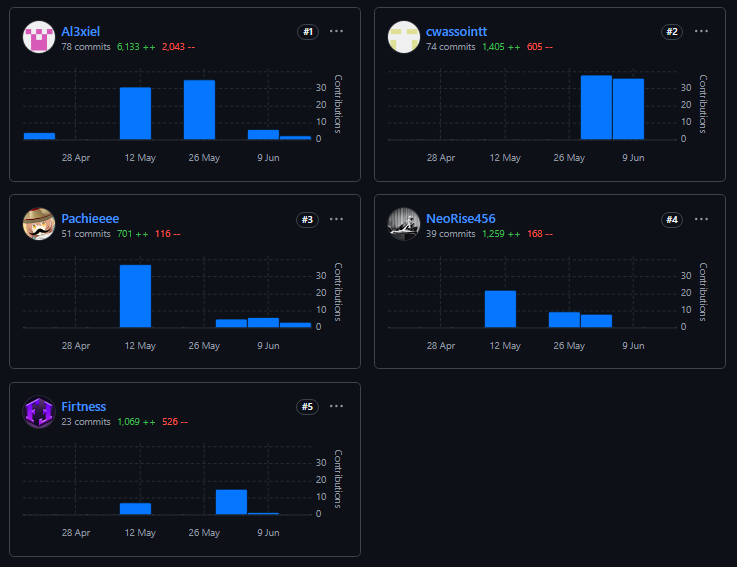 Al3xiel #1 ...
78 commits 6,133 ++ 2,043 --
Contributions
30
20
10
0
28 Apr 12 May 26 May 9 Jun
cwassointt #2 ...
74 commits 1,405 ++ 605 --
Contributions
30
20
10
0
28 Apr 12 May 26 May 9 Jun
Pachieeee #3 ...
51 commits 701 ++ 116 --
Contributions
30
20
10
0
28 Apr 12 May 26 May 9 Jun
NeoRise456 #4 ...
39 commits 1,259 ++ 168 --
Contributions
30
20
10
0
28 Apr 12 May 26 May 9 Jun
Firtness #5 ...
23 commits 1,069 ++ 526 --
Contributions
30
20
10
0
28 Apr 12 May 26 May 9 Jun